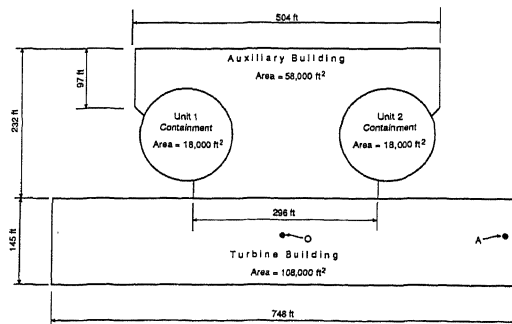 504 ft
Auxiliary Building
Area = 58,000 ft²
97 ft
232 ft
Unit 1
Containment
Area = 18,000 ft²
Unit 2
Containment
Area = 18,000 ft²
296 ft
145 ft
O
A
Turbine Building
Area = 108,000 ft²
748 ft